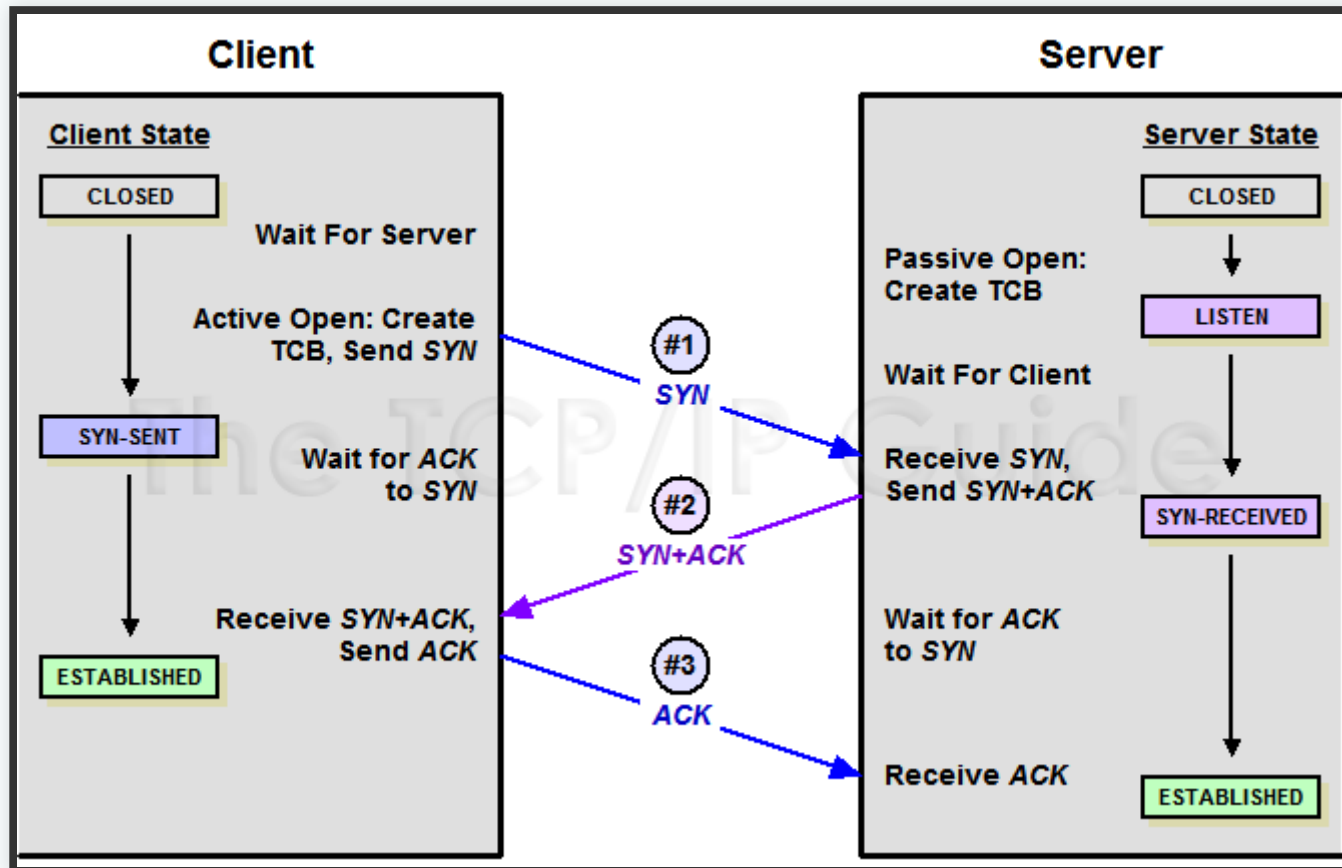 Client
Server
Client State
Server State
CLOSED
CLOSED
Wait For Server
Passive Open:
Create TCB
Active Open: Create
TCB, Send SYN
LISTEN
#1
SYN
Wait For Client
SYN-SENT
Wait for ACK
to SYN
Receive SYN,
Send SYN+ACK
The TCP/IP Guide
#2
SYN+ACK
SYN-RECEIVED
Receive SYN+ACK,
Send ACK
Wait for ACK
to SYN
ESTABLISHED
#3
ACK
Receive ACK
ESTABLISHED